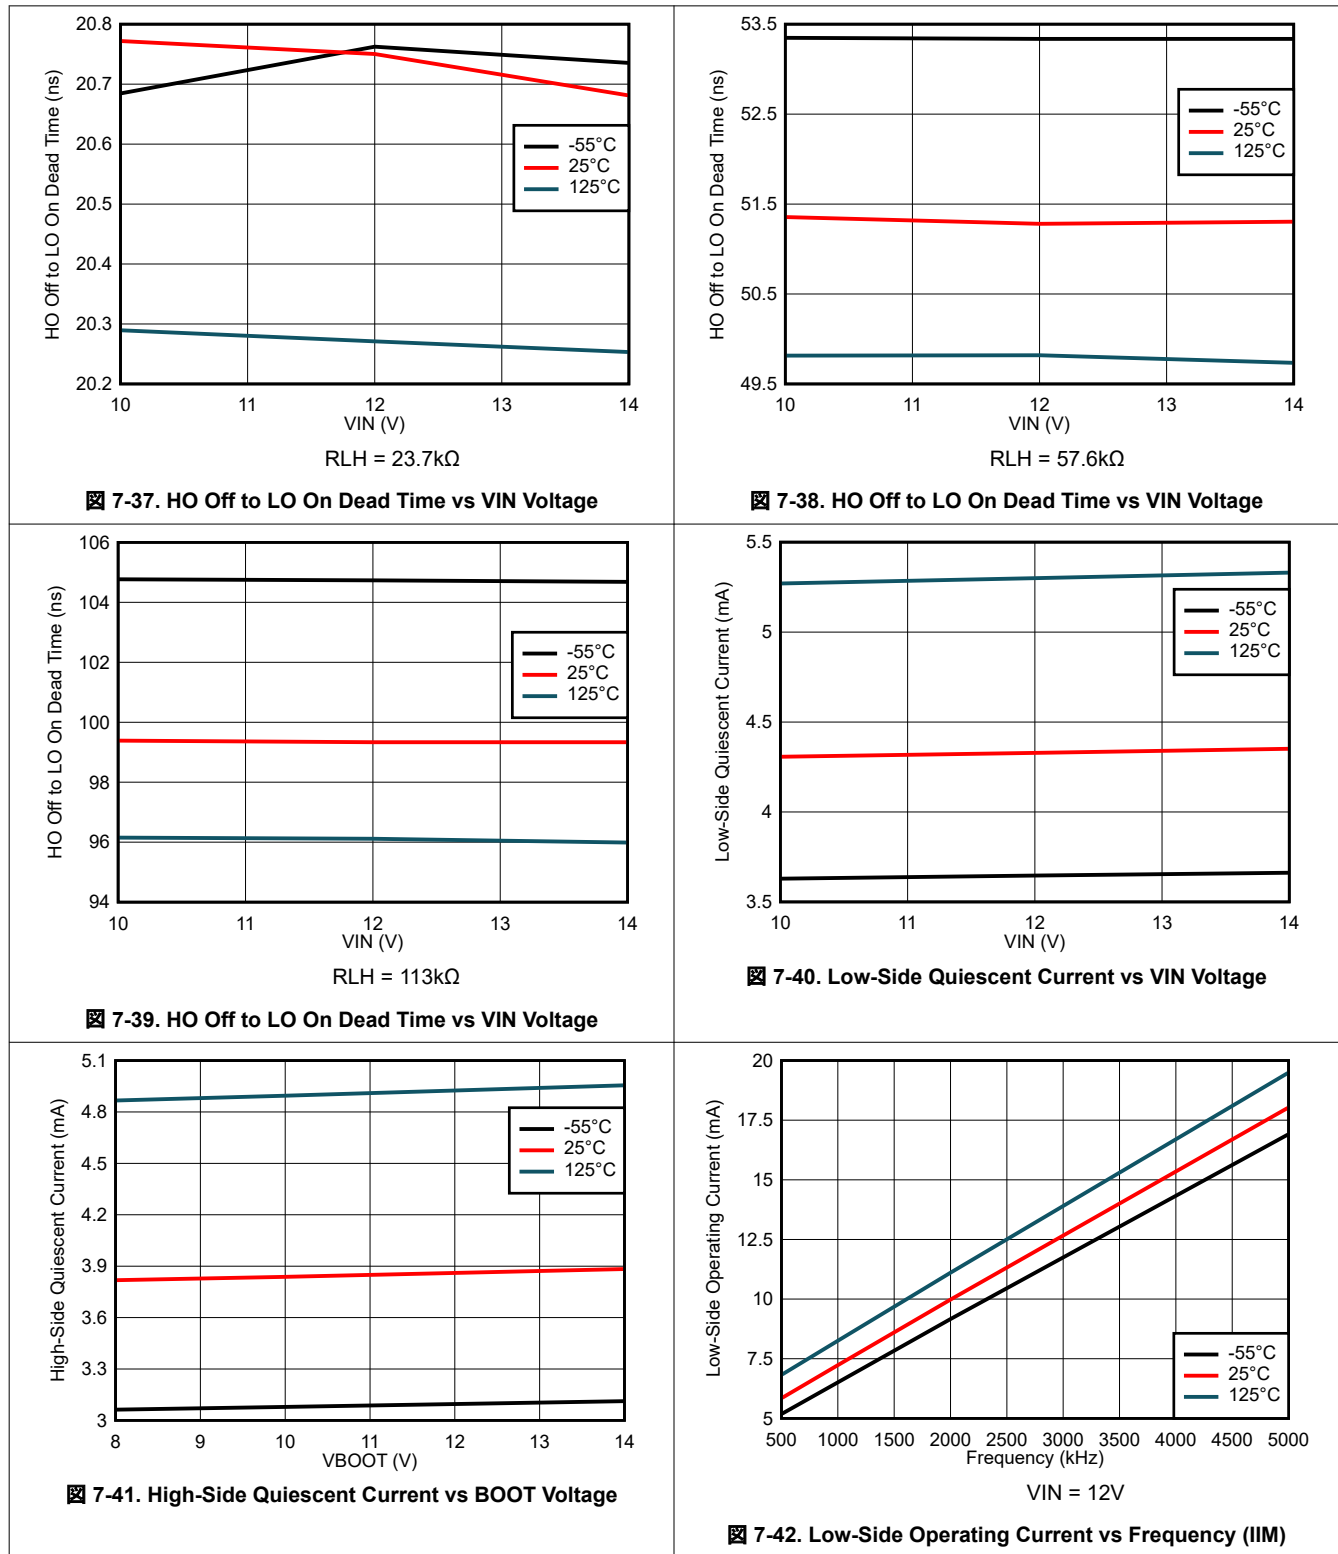 20.8
20.7
20.6
20.5
20.4
20.3
20.2
HO Off to LO On Dead Time (ns)
-55°C
25°C
125°C
10 11 12 13 14
VIN (V)
RLH = 23.7kΩ
図 7-37. HO Off to LO On Dead Time vs VIN Voltage
53.5
52.5
51.5
50.5
49.5
HO Off to LO On Dead Time (ns)
-55°C
25°C
125°C
10 11 12 13 14
VIN (V)
RLH = 57.6kΩ
図 7-38. HO Off to LO On Dead Time vs VIN Voltage
106
104
102
100
98
96
94
HO Off to LO On Dead Time (ns)
-55°C
25°C
125°C
10 11 12 13 14
VIN (V)
RLH = 113kΩ
図 7-39. HO Off to LO On Dead Time vs VIN Voltage
5.5
5
4.5
4
3.5
Low-Side Quiescent Current (mA)
-55°C
25°C
125°C
10 11 12 13 14
VIN (V)
図 7-40. Low-Side Quiescent Current vs VIN Voltage
5.1
4.8
4.5
4.2
3.9
3.6
3.3
3
High-Side Quiescent Current (mA)
-55°C
25°C
125°C
8 9 10 11 12 13 14
VBOOT (V)
図 7-41. High-Side Quiescent Current vs BOOT Voltage
20
17.5
15
12.5
10
7.5
5
Low-Side Operating Current (mA)
-55°C
25°C
125°C
500 1000 1500 2000 2500 3000 3500 4000 4500 5000
Frequency (kHz)
VIN = 12V
図 7-42. Low-Side Operating Current vs Frequency (IIM)